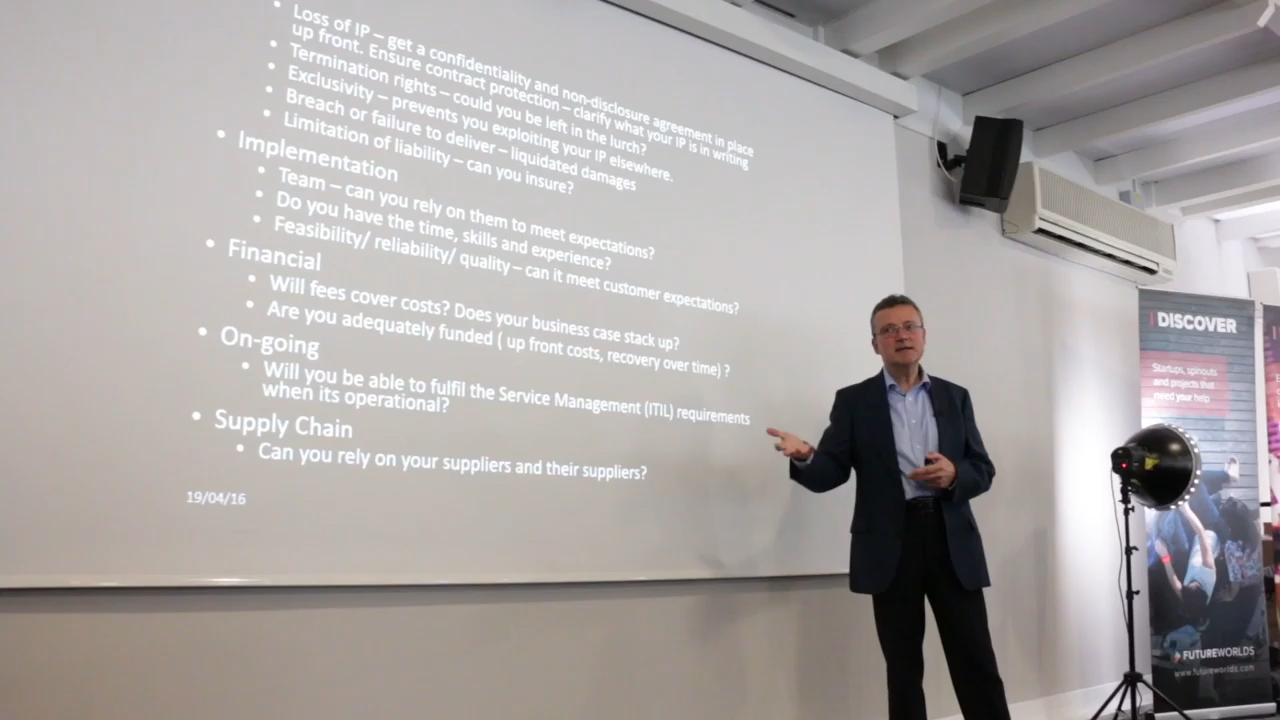 • Loss of IP – get a confidentiality and non-disclosure agreement in place
up front. Ensure contract protection – clarify what your IP is in writing
• Termination rights – could you be left in the lurch?
• Exclusivity – prevents you exploiting your IP elsewhere.
• Breach or failure to deliver – liquidated damages
• Limitation of liability – can you insure?
• Implementation
• Team – can you rely on them to meet expectations?
• Do you have the time, skills and experience?
• Feasibility/ reliability/ quality – can it meet customer expectations?
• Financial
• Will fees cover costs? Does your business case stack up?
• Are you adequately funded ( up front costs, recovery over time) ?
• On-going
• Will you be able to fulfil the Service Management (ITIL) requirements
when its operational?
• Supply Chain
• Can you rely on your suppliers and their suppliers?
19/04/16
DISCOVER
Startups, spinouts
and projects that
need your help
FUTUREWORLDS
www.futureworlds.com